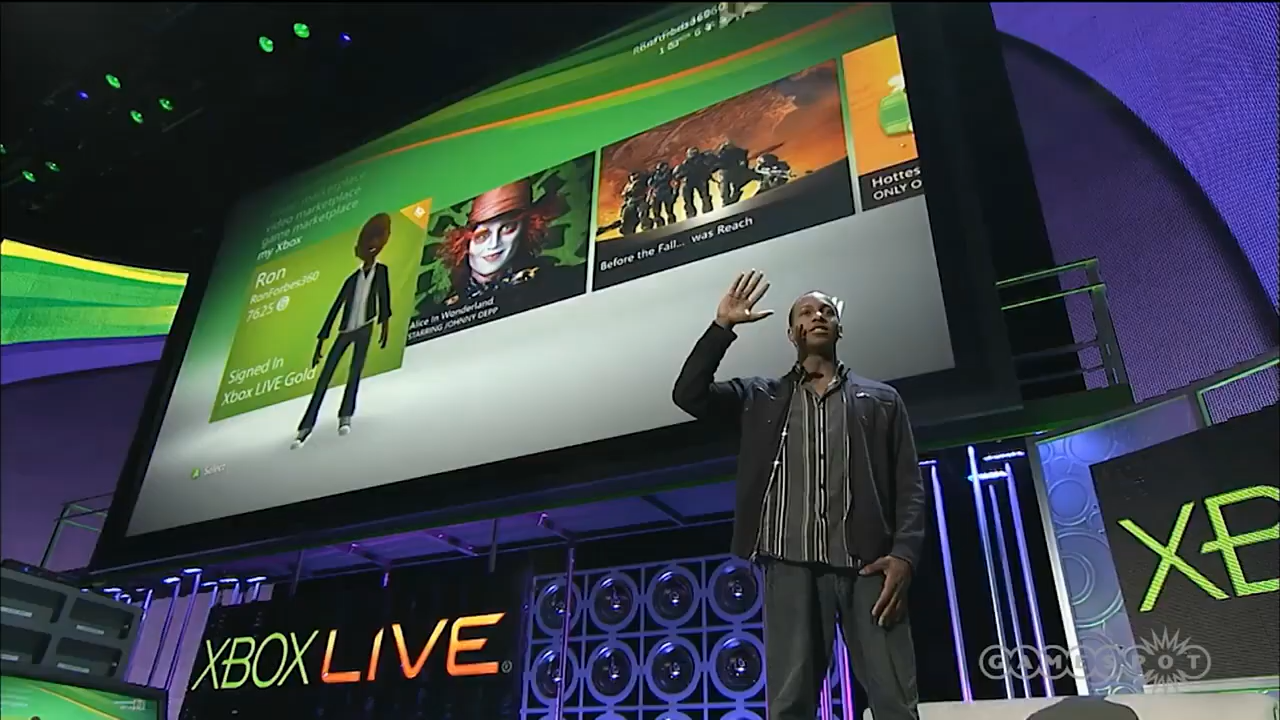 RonForbes360
video marketplace
game marketplace
my Xbox
Ron
RonForbes360
7625 G
Signed In
Xbox LIVE Gold
Alice In Wonderland
STARRING JOHNNY DEPP
Before the Fall... was Reach
Hottes
ONLY O
A Select
XBOX LIVE®
XB
GAMESPOT